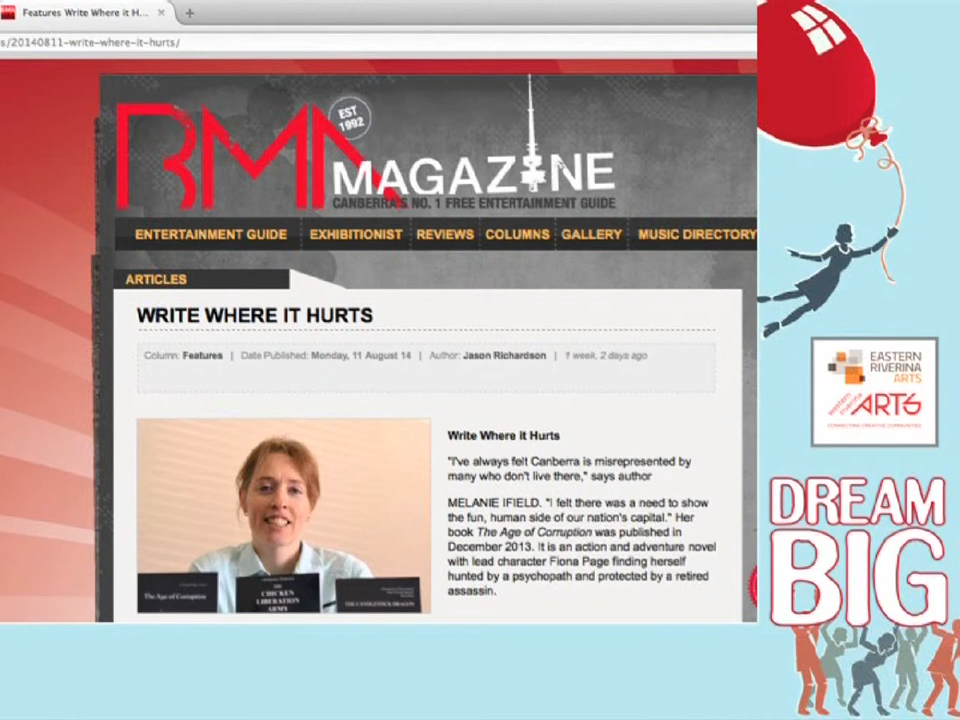 Features Write Where it H...
s/20140811-write-where-it-hurts/
BMA
EST
1992
MAGAZINE
CANBERRA'S NO. 1 FREE ENTERTAINMENT GUIDE
ENTERTAINMENT GUIDE EXHIBITIONIST REVIEWS COLUMNS GALLERY MUSIC DIRECTORY
ARTICLES
WRITE WHERE IT HURTS
Column: Features | Date Published: Monday, 11 August 14 | Author: Jason Richardson | 1 week, 2 days ago
Write Where it Hurts
"I've always felt Canberra is misrepresented by
many who don't live there," says author
MELANIE IFIELD. "I felt there was a need to show
the fun, human side of our nation's capital." Her
book The Age of Corruption was published in
December 2013. It is an action and adventure novel
with lead character Fiona Page finding herself
hunted by a psychopath and protected by a retired
assassin.
The Age of Corruption
THE
CHICKEN
LIBERATION
ARMY
THE CANDLESTICK DRAGON
EASTERN
RIVERINA
ARTS
Western
Riverina
ARTS
CONNECTING CREATIVE COMMUNITIES
DREAM
BIG